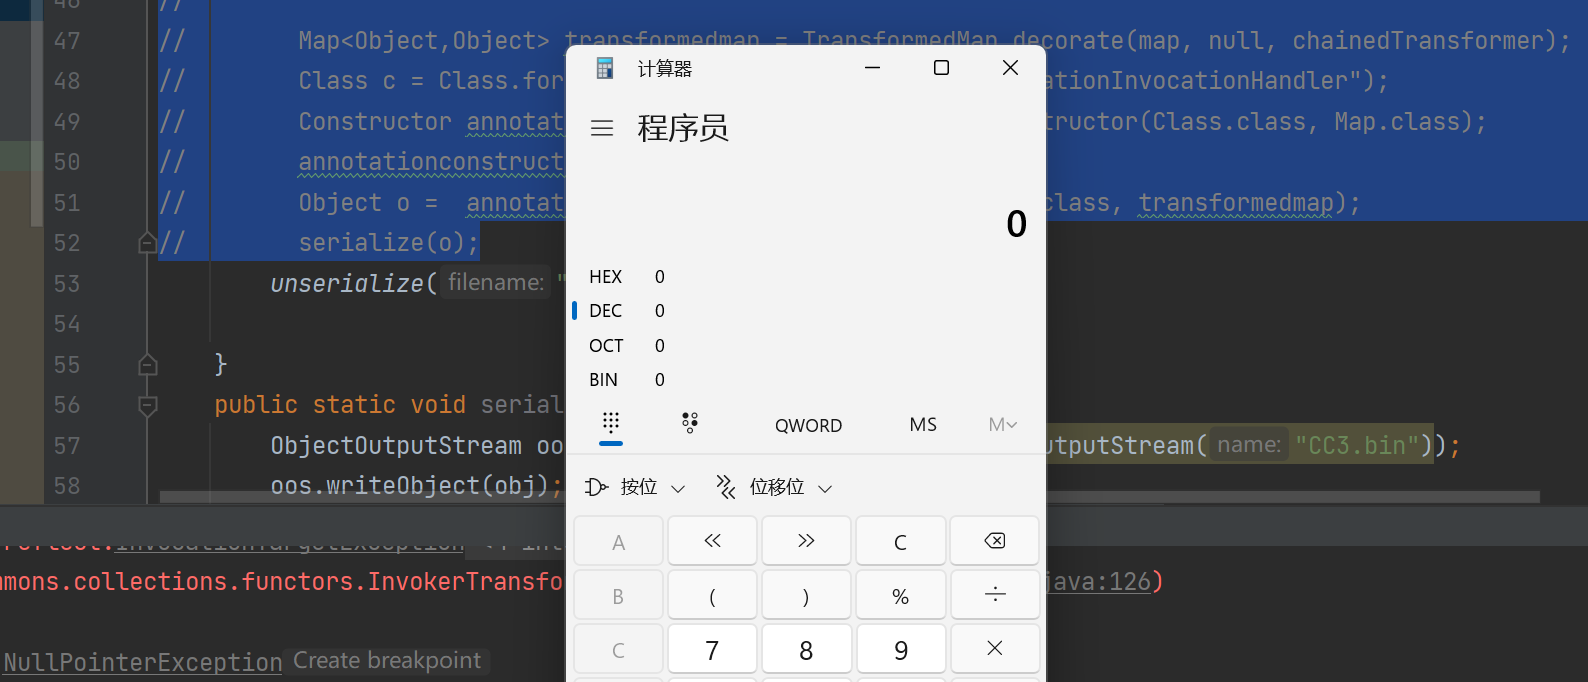 46 //
47 // Map<Object,Object> transformedmap = TransformedMap.decorate(map, null, chainedTransformer);
48 // Class c = Class.for ationInvocationHandler");
49 // Constructor annotat tructor(Class.class, Map.class);
50 // annotationconstruct
51 // Object o = annotat class, transformedmap);
52 // serialize(o);
53 unserialize( filename: "
54
55 }
56 public static void serial
57 ObjectOutputStream oo utputStream( name: "CC3.bin"));
58 oos.writeObject(obj);
mons.collections.functors.InvokerTransfo java:126)
NullPointerException Create breakpoint
计算器
程序员
0
HEX 0
DEC 0
OCT 0
BIN 0
QWORD MS M
按位 位移位
A << >> C
B ( ) % ÷
C 7 8 9 ×